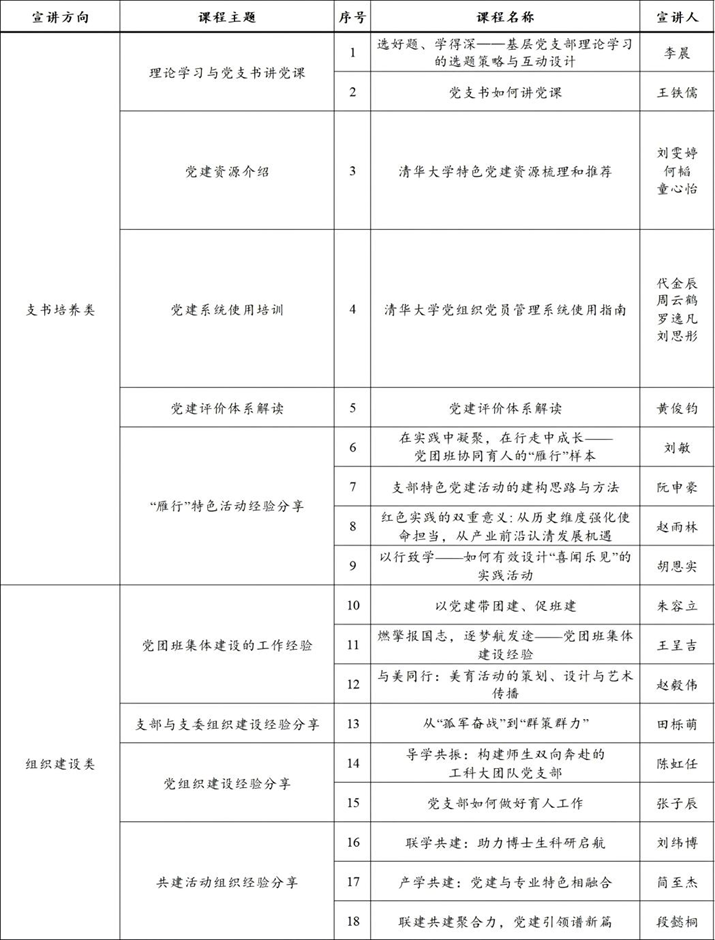 宣讲方向 课程主题 序号 课程名称 宣讲人
支书培养类
理论学习与党支书讲党课
1 选好题、学得深——基层党支部理论学习
的选题策略与互动设计 李晨
2 党支书如何讲党课 王铁儒
党建资源介绍
3 清华大学特色党建资源梳理和推荐
刘雯婷
何韬
童心怡
党建系统使用培训
4 清华大学党组织党员管理系统使用指南
代金辰
周云鹤
罗逸凡
刘思彤
党建评价体系解读 5 党建评价体系解读 黄俊钧
“雁行”特色活动经验分享
6 在实践中凝聚，在行走中成长——
党团班协同育人的“雁行”样本 刘敏
7 支部特色党建活动的建构思路与方法 阮申豪
8 红色实践的双重意义：从历史维度强化使
命担当，从产业前沿认清发展机遇 赵雨林
9 以行致学——如何有效设计“喜闻乐见”的
实践活动 胡思实
组织建设类
党团班集体建设的工作经验
10 以党建带团建、促班建 朱容立
11 燃擎报国志，逐梦航发途——党团班集体
建设经验 王呈吉
12 与美同行：美育活动的策划、设计与艺术
传播 赵毅伟
支部与支委组织建设经验分享 13 从“孤军奋战”到“群策群力” 田栎萌
党组织建设经验分享
14 导学共振：构建师生双向奔赴的
工科大团队党支部 陈虹任
15 党支部如何做好育人工作 张子辰
共建活动组织经验分享
16 联学共建：助力博士生科研启航 刘纬博
17 产学共建：党建与专业特色相融合 简至杰
18 联建共建聚合力，党建引领谱新篇 段懿桐